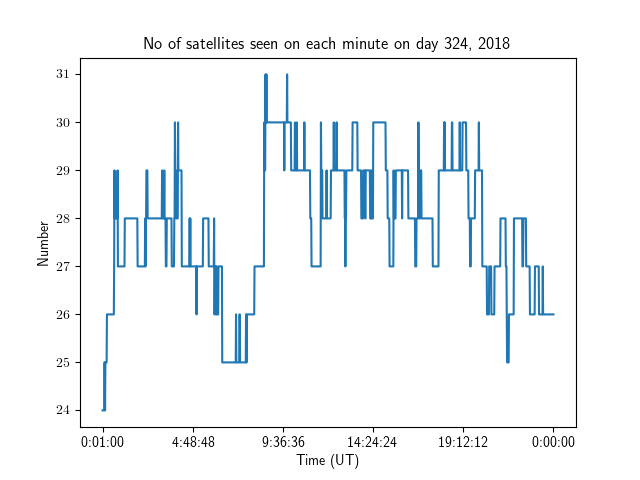 No of satellites seen on each minute on day 324, 2018
31
30
29
28
27
26
25
24
Number
0:01:00 4:48:48 9:36:36 14:24:24 19:12:12 0:00:00
Time (UT)